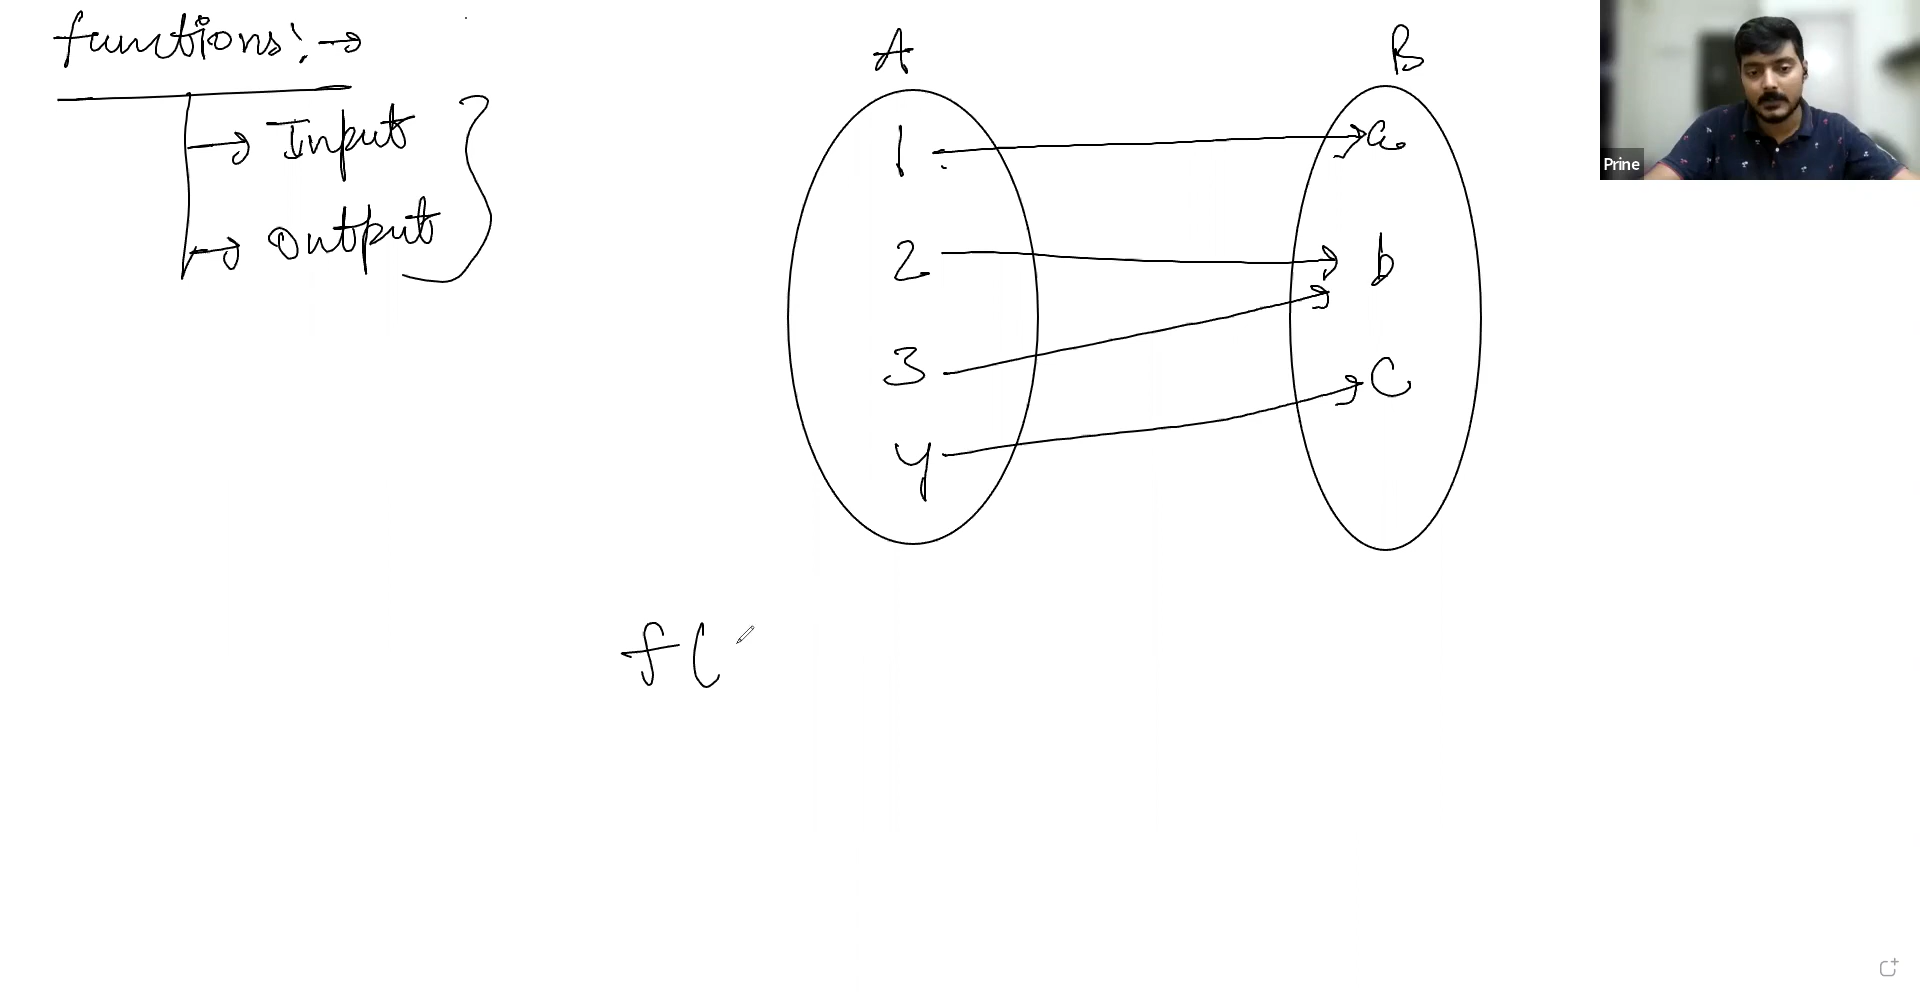 functions:→
→ Input
→ Output
A
B
1
2
3
4
a
b
c
f(
Prine